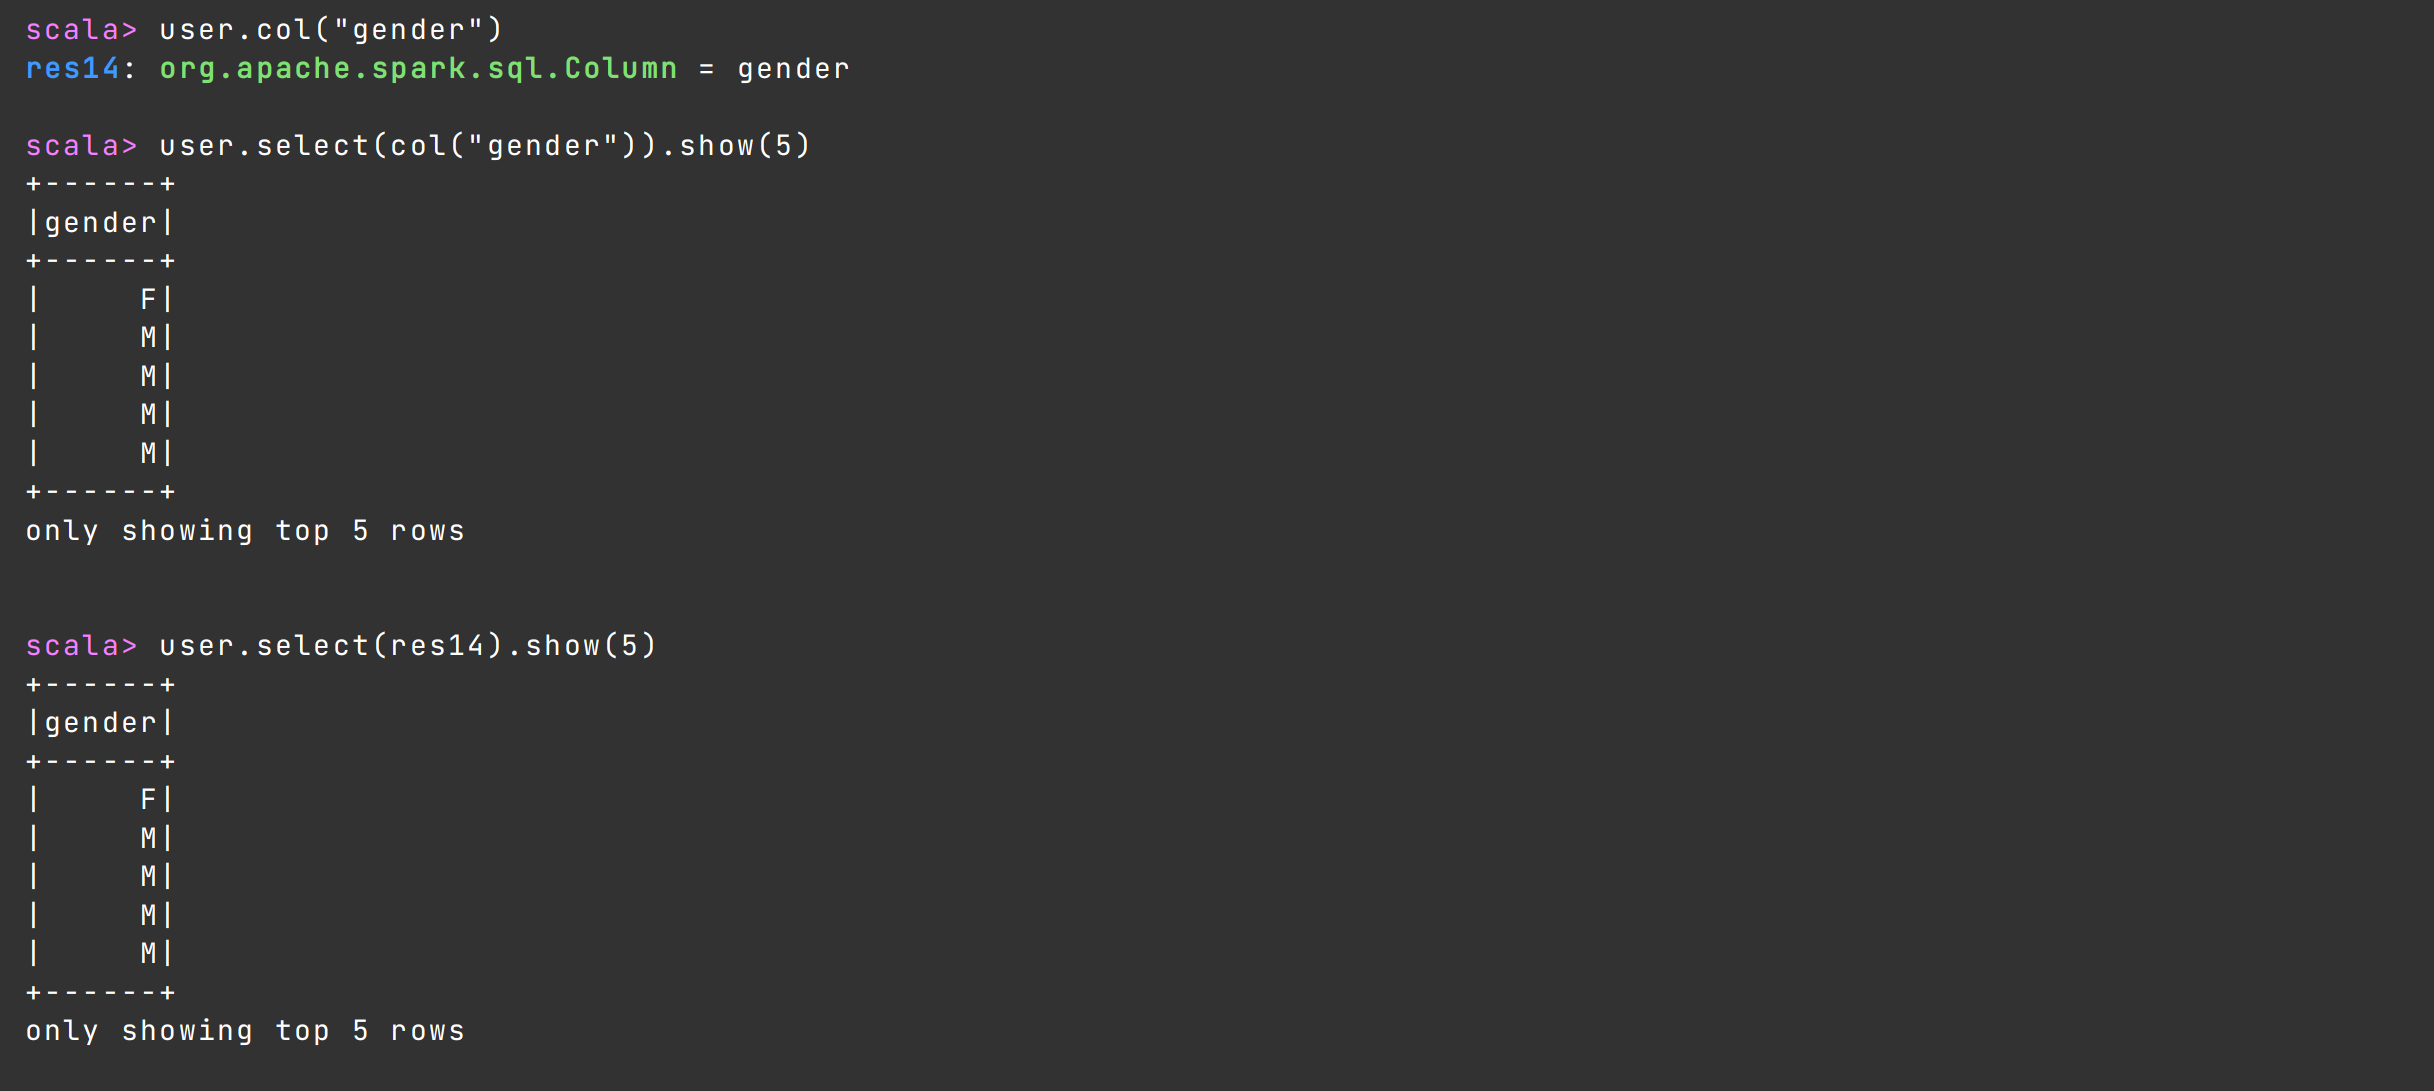 scala> user.col("gender")
res14: org.apache.spark.sql.Column = gender
scala> user.select(col("gender")).show(5)
+------+
|gender|
+------+
|     F|
|     M|
|     M|
|     M|
|     M|
+------+
only showing top 5 rows
scala> user.select(res14).show(5)
+------+
|gender|
+------+
|     F|
|     M|
|     M|
|     M|
|     M|
+------+
only showing top 5 rows